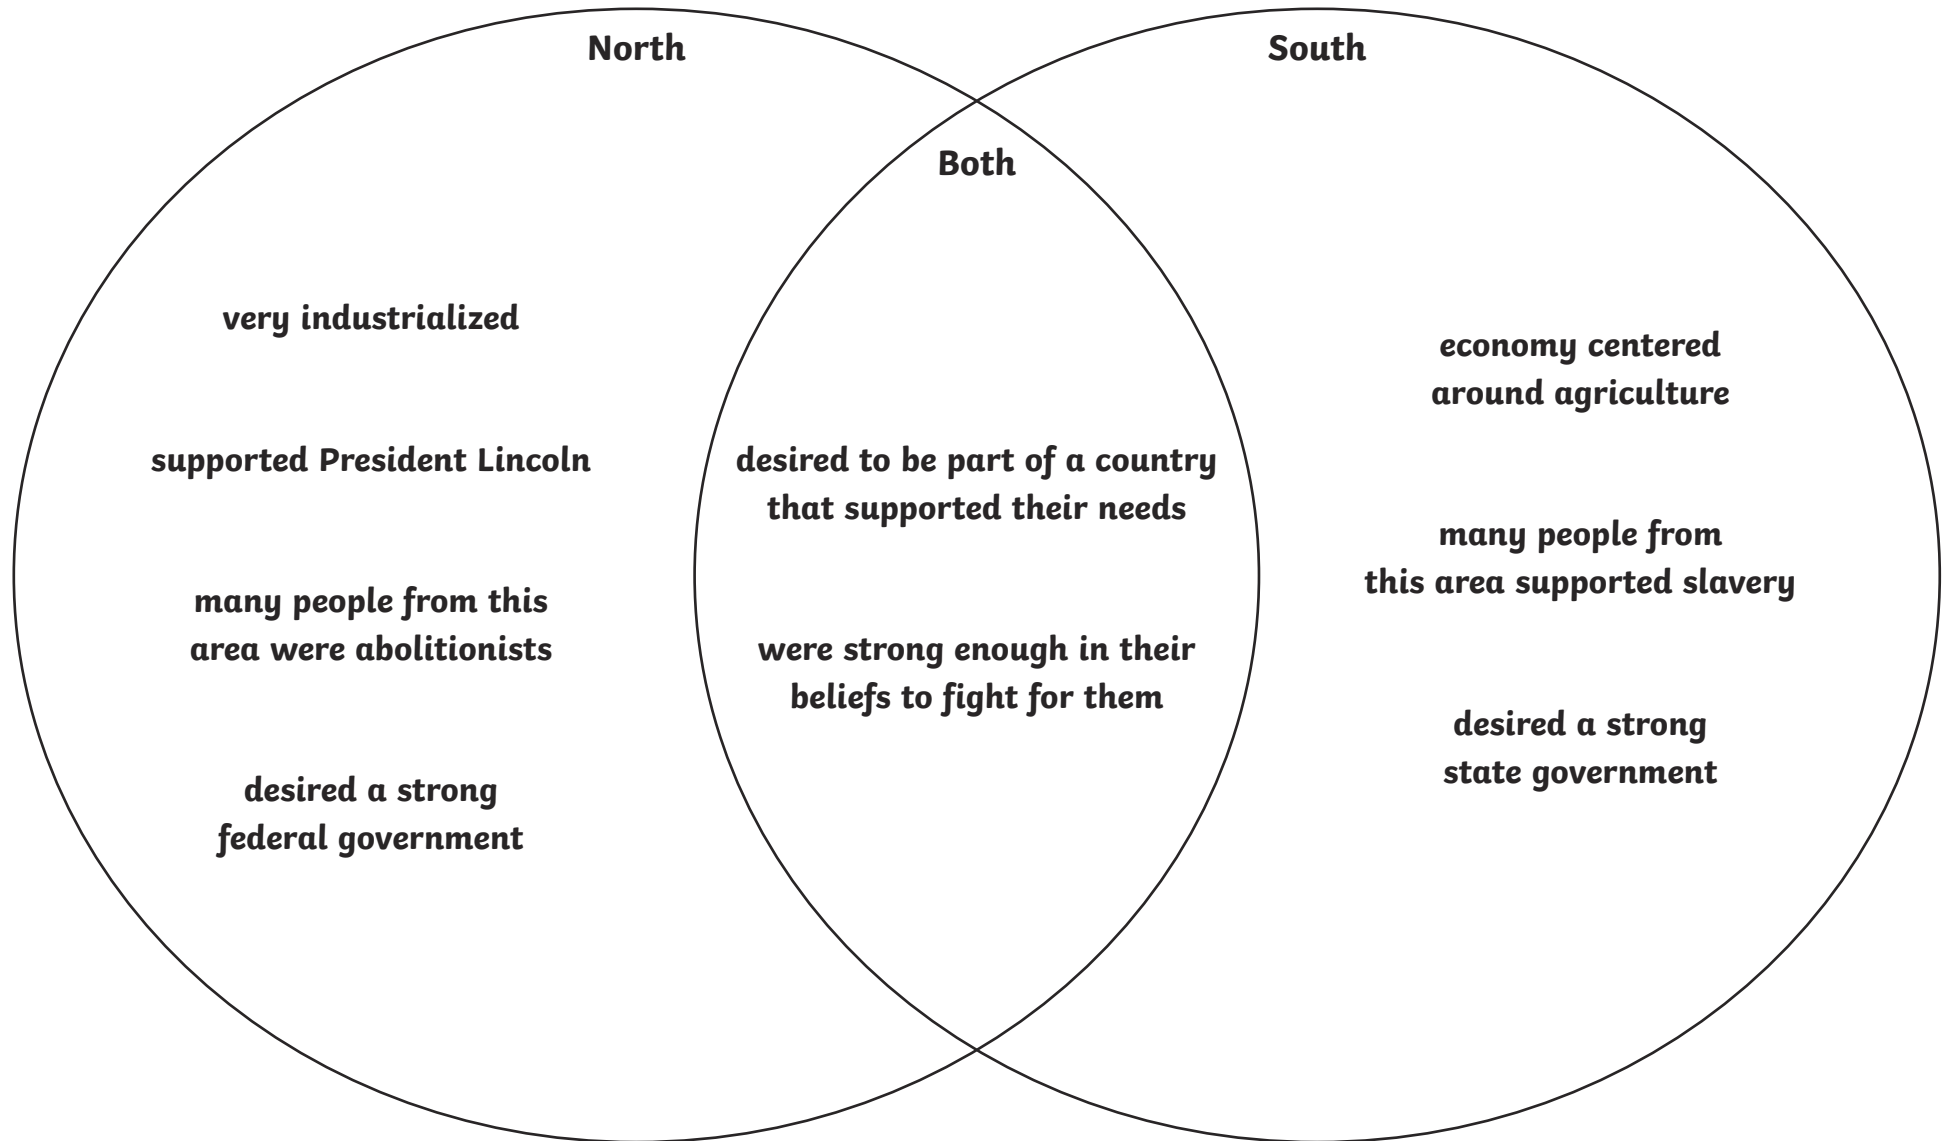 North
South
Both
very industrialized
supported President Lincoln
many people from this
area were abolitionists
desired a strong
federal government
desired to be part of a country
that supported their needs
were strong enough in their
beliefs to fight for them
economy centered
around agriculture
many people from
this area supported slavery
desired a strong
state government